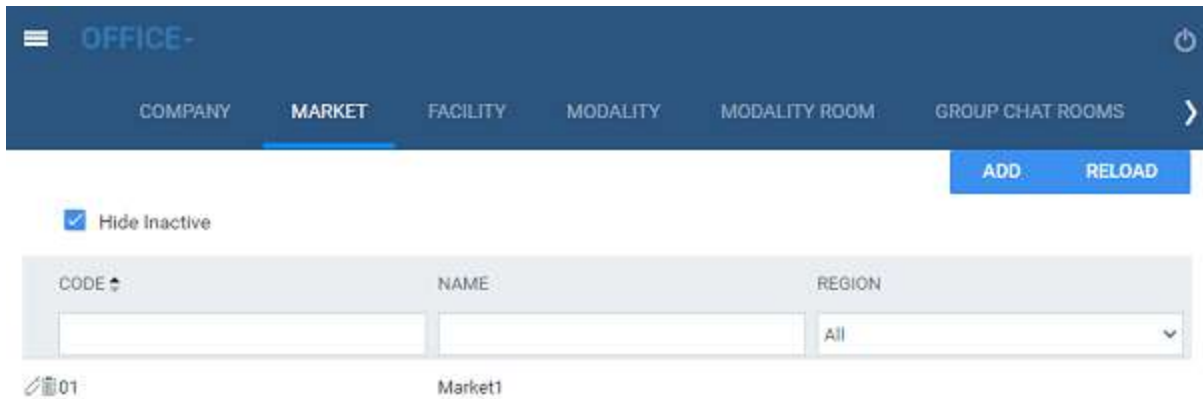 OFFICE-
COMPANY MARKET FACILITY MODALITY MODALITY ROOM GROUP CHAT ROOMS
ADD RELOAD
Hide Inactive
CODE NAME REGION
All
01 Market1